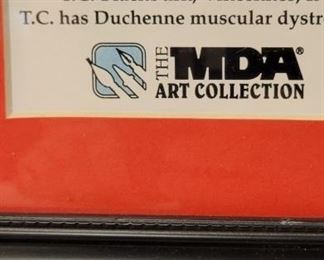 T.C. has Duchenne muscular dystr
THE MDA®
ART COLLECTION